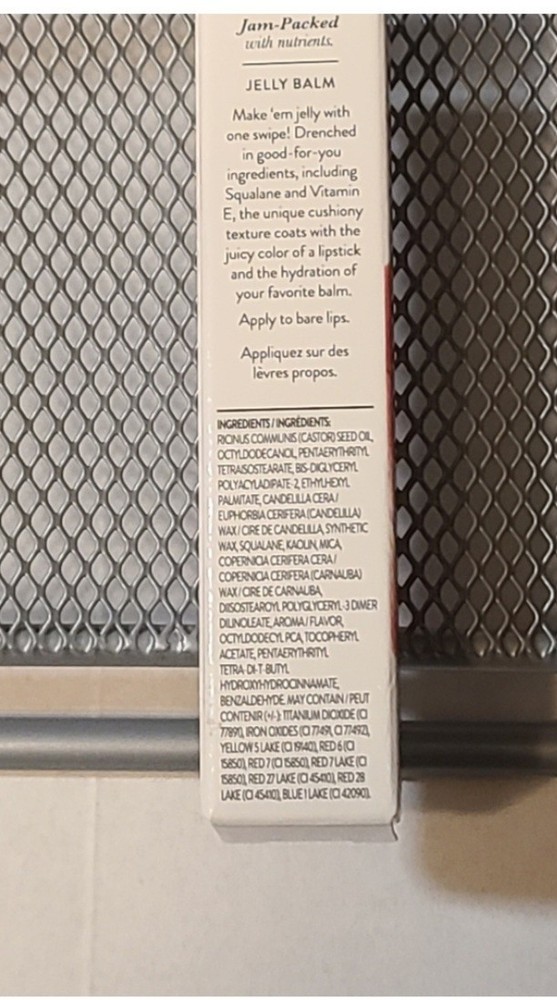 Jam-Packed
with nutrients.
JELLY BALM
Make 'em jelly with
one swipe! Drenched
in good-for-you
ingredients, including
Squalane and Vitamin
E, the unique cushiony
texture coats with the
juicy color of a lipstick
and the hydration of
your favorite balm.
Apply to bare lips.
Appliquez sur des
lèvres propos.
INGREDIENTS / INGRÉDIENTS:
RICINUS COMMUNIS (CASTOR) SEED OIL,
OCTYLDODECANOL, PENTAERYTHRITYL
TETRAISOSTEARATE, BIS-DIGLYCERYL
POLYACYLADIPATE-2, ETHYLHEXYL
PALMITATE, CANDELILLA CERA /
EUPHORBIA CERIFERA (CANDELILLA)
WAX / CIRE DE CANDELILLA, SYNTHETIC
WAX, SQUALANE, KAOLIN, MICA,
COPERNICIA CERIFERA CERA /
COPERNICIA CERIFERA (CARNAUBA)
WAX / CIRE DE CARNAUBA,
DIISOSTEAROYL POLYGLYCERYL-3 DIMER
DILINOLEATE, AROMA / FLAVOR,
OCTYLDODECYL PCA, TOCOPHERYL
ACETATE, PENTAERYTHRITYL
TETRA-DI-T-BUTYL
HYDROXYHYDROCINNAMATE,
BENZALDEHYDE. MAY CONTAIN / PEUT
CONTENIR (+/-): TITANIUM DIOXIDE (CI
77891), IRON OXIDES (CI 77491, CI 77492),
YELLOW 5 LAKE (CI 19140), RED 6 (CI
15850), RED 7 (CI 15850), RED 7 LAKE (CI
15850), RED 27 LAKE (CI 45410), RED 28
LAKE (CI 45410), BLUE 1 LAKE (CI 42090).